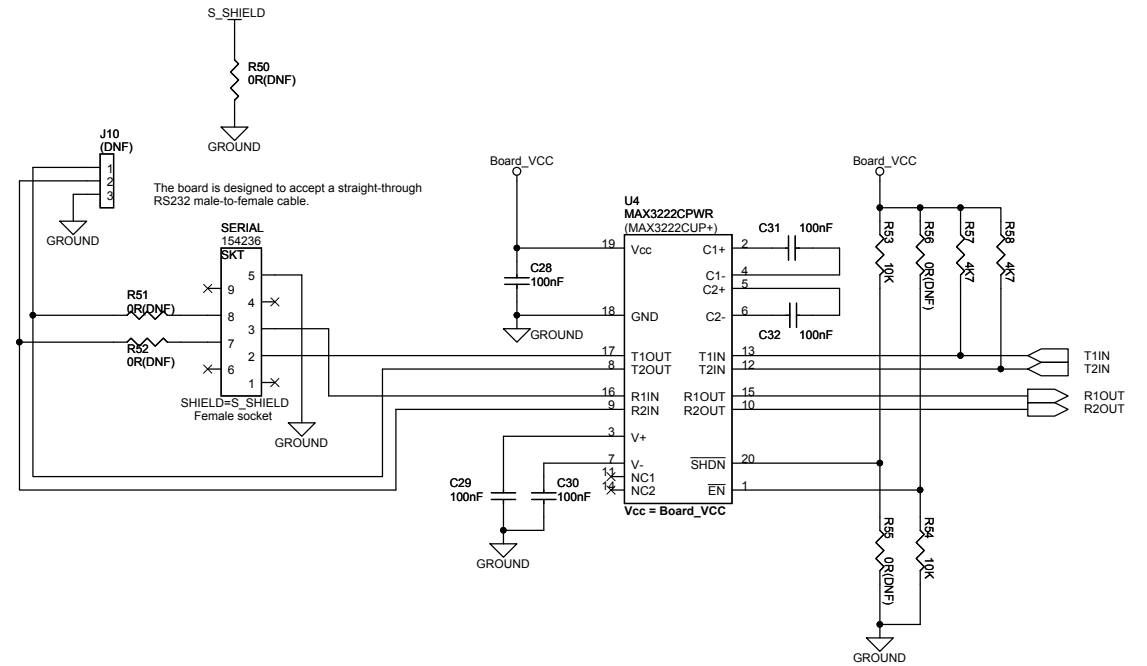 S_SHIELD
R50
0R(DNF)
GROUND
J10
(DNF)
1
2
3
GROUND
The board is designed to accept a straight-through
RS232 male-to-female cable.
SERIAL
154236
SKT
5
9
4
8
3
7
2
6
1
SHIELD=S_SHIELD
Female socket
GROUND
R51
0R(DNF)
R52
0R(DNF)
Board_VCC
C28
100nF
GROUND
U4
MAX3222CPWR
(MAX3222CUP+)
19 Vcc
18 GND
17 T1OUT
8 T2OUT
16 R1IN
9 R2IN
3 V+
7 V-
11 NC1
14 NC2
C1+ 2
C1- 4
C2+ 5
C2- 6
T1IN 13
T2IN 12
R1OUT 15
R2OUT 10
SHDN 20
EN 1
Vcc = Board_VCC
C31 100nF
C32 100nF
C29
100nF
C30
100nF
GROUND
Board_VCC
R53
10K
R56
0R(DNF)
R57
4K7
R58
4K7
T1IN
T2IN
R1OUT
R2OUT
R55
0R(DNF)
R54
10K
GROUND